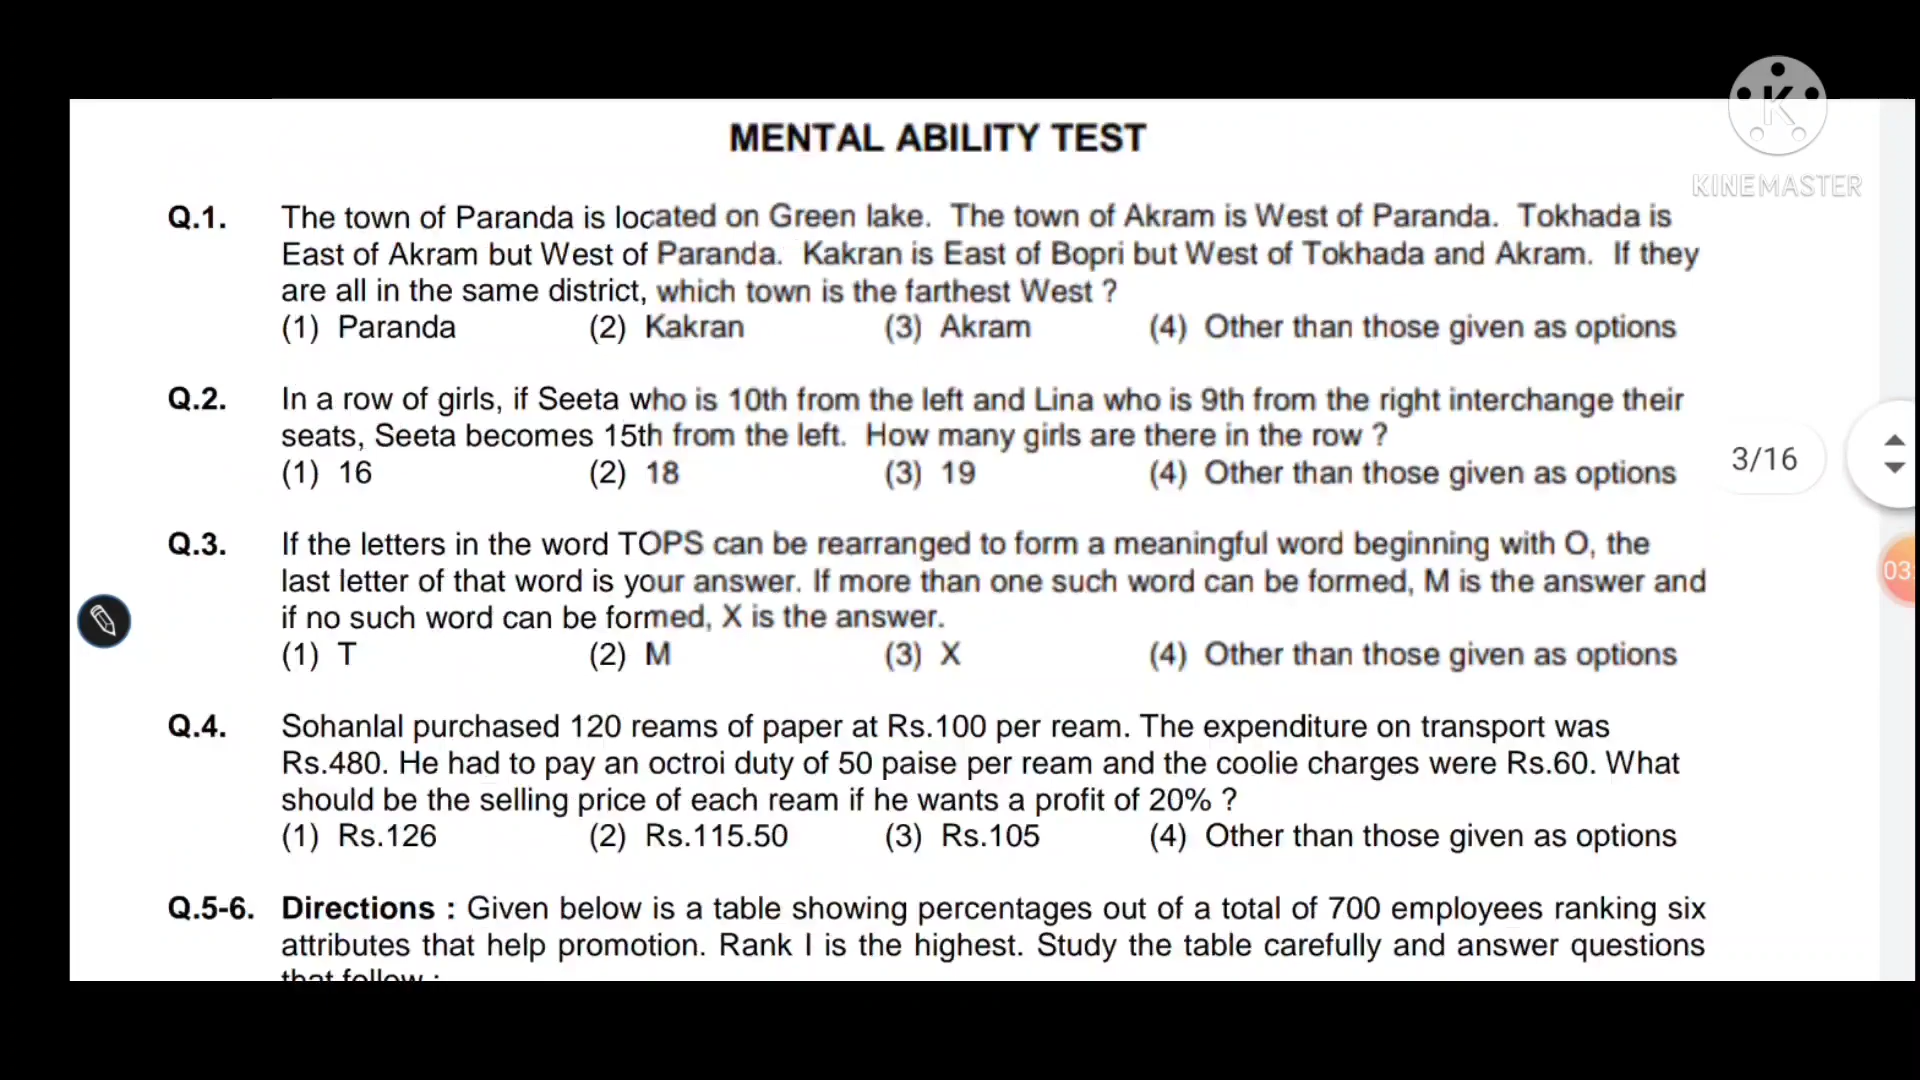 MENTAL ABILITY TEST
K
KINEMASTER
Q.1. The town of Paranda is located on Green lake. The town of Akram is West of Paranda. Tokhada is
East of Akram but West of Paranda. Kakran is East of Bopri but West of Tokhada and Akram. If they
are all in the same district, which town is the farthest West ?
(1) Paranda (2) Kakran (3) Akram (4) Other than those given as options
Q.2. In a row of girls, if Seeta who is 10th from the left and Lina who is 9th from the right interchange their
seats, Seeta becomes 15th from the left. How many girls are there in the row ?
(1) 16 (2) 18 (3) 19 (4) Other than those given as options
3/16
Q.3. If the letters in the word TOPS can be rearranged to form a meaningful word beginning with O, the
last letter of that word is your answer. If more than one such word can be formed, M is the answer and
if no such word can be formed, X is the answer.
(1) T (2) M (3) X (4) Other than those given as options
03
Q.4. Sohanlal purchased 120 reams of paper at Rs.100 per ream. The expenditure on transport was
Rs.480. He had to pay an octroi duty of 50 paise per ream and the coolie charges were Rs.60. What
should be the selling price of each ream if he wants a profit of 20% ?
(1) Rs.126 (2) Rs.115.50 (3) Rs.105 (4) Other than those given as options
Q.5-6. Directions : Given below is a table showing percentages out of a total of 700 employees ranking six
attributes that help promotion. Rank I is the highest. Study the table carefully and answer questions
that follow :